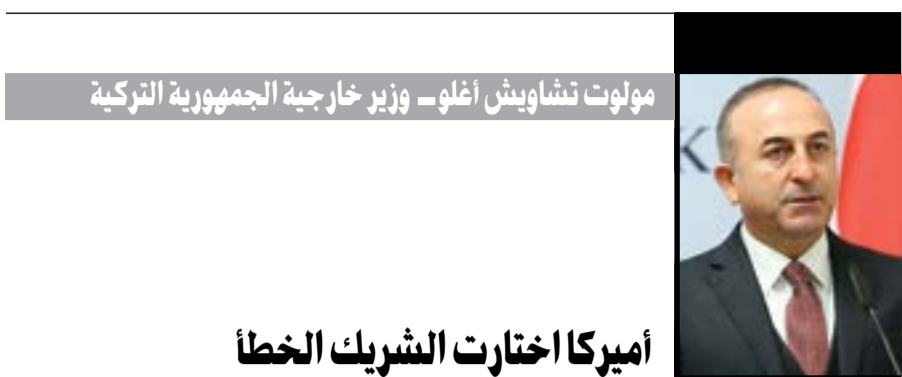 مولوت تشاويش أغلو ـ وزير خارجية الجمهورية التركية
K
أميركا اختارت الشريك الخطأ